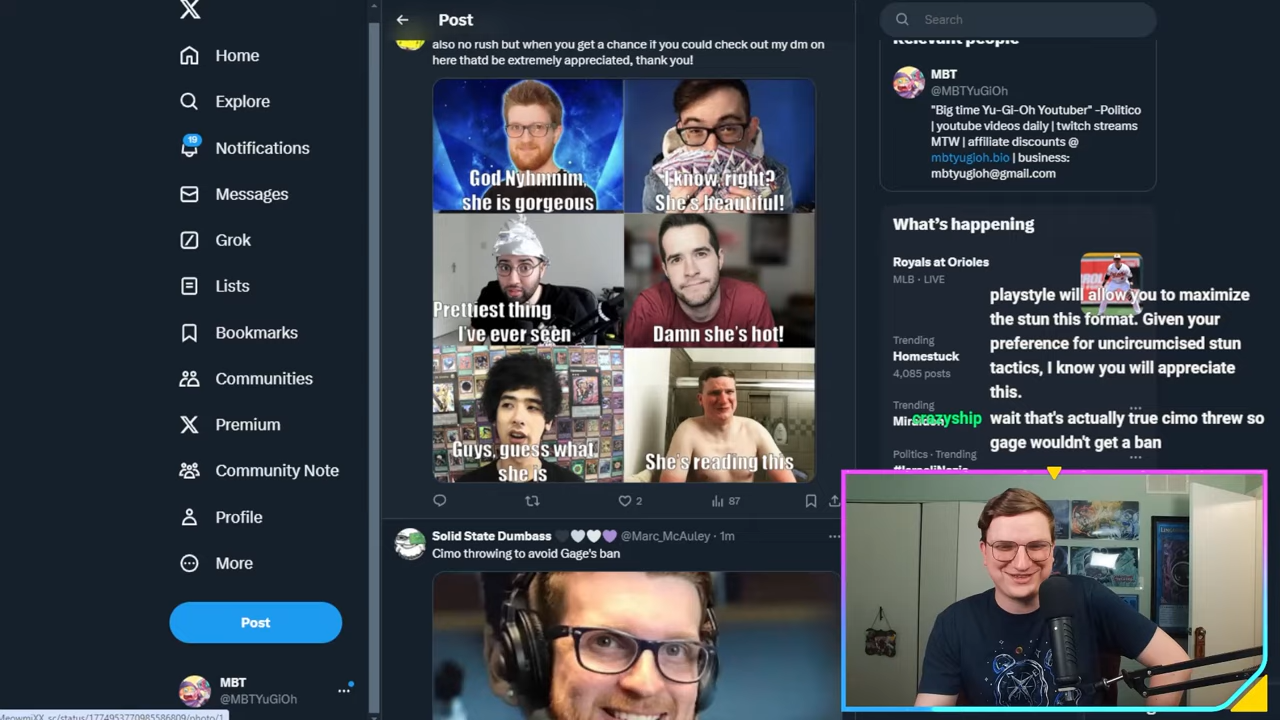 Home
Explore
19
Notifications
Messages
Grok
Lists
Bookmarks
Communities
Premium
Community Note
Profile
More
Post
MBT
@MBTYuGiOh
Post
also no rush but when you get a chance if you could check out my dm on
here thatd be extremely appreciated, thank you!
God Nyhmnim,
she is gorgeous
I know, right?
She's beautiful!
Prettiest thing
I've ever seen
Damn she's hot!
Guys, guess what
she is
She's reading this
2
87
Solid State Dumbass @Marc_McAuley · 1m
Cimo throwing to avoid Gage's ban
Search
Relevant people
MBT
@MBTYuGiOh
"Big time Yu-Gi-Oh Youtuber" -Politico
| youtube videos daily | twitch streams
MTW | affiliate discounts @
mbtyugioh.bio | business:
mbtyugioh@gmail.com
What's happening
Royals at Orioles
MLB · LIVE
Trending
Homestuck
4,085 posts
Trending
Politics · Trending
playstyle will allow you to maximize
the stun this format. Given your
preference for uncircumcised stun
tactics, I know you will appreciate
this.
crazyship wait that's actually true cimo threw so
gage wouldn't get a ban